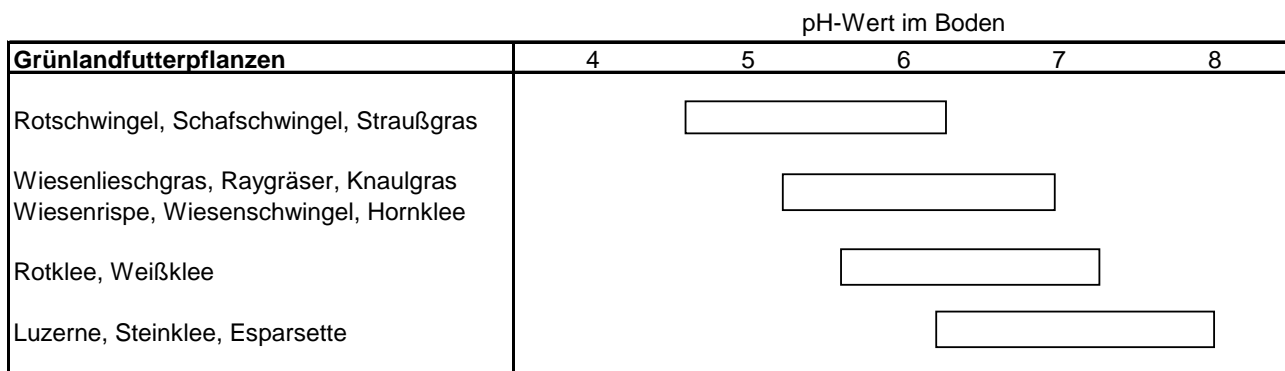 pH-Wert im Boden
Grünlandfutterpflanzen 4 5 6 7 8
Rotschwingel, Schafschwingel, Straußgras
Wiesenlieschgras, Raygräser, Knaulgras
Wiesenrispe, Wiesenschwingel, Hornklee
Rotklee, Weißklee
Luzerne, Steinklee, Esparsette